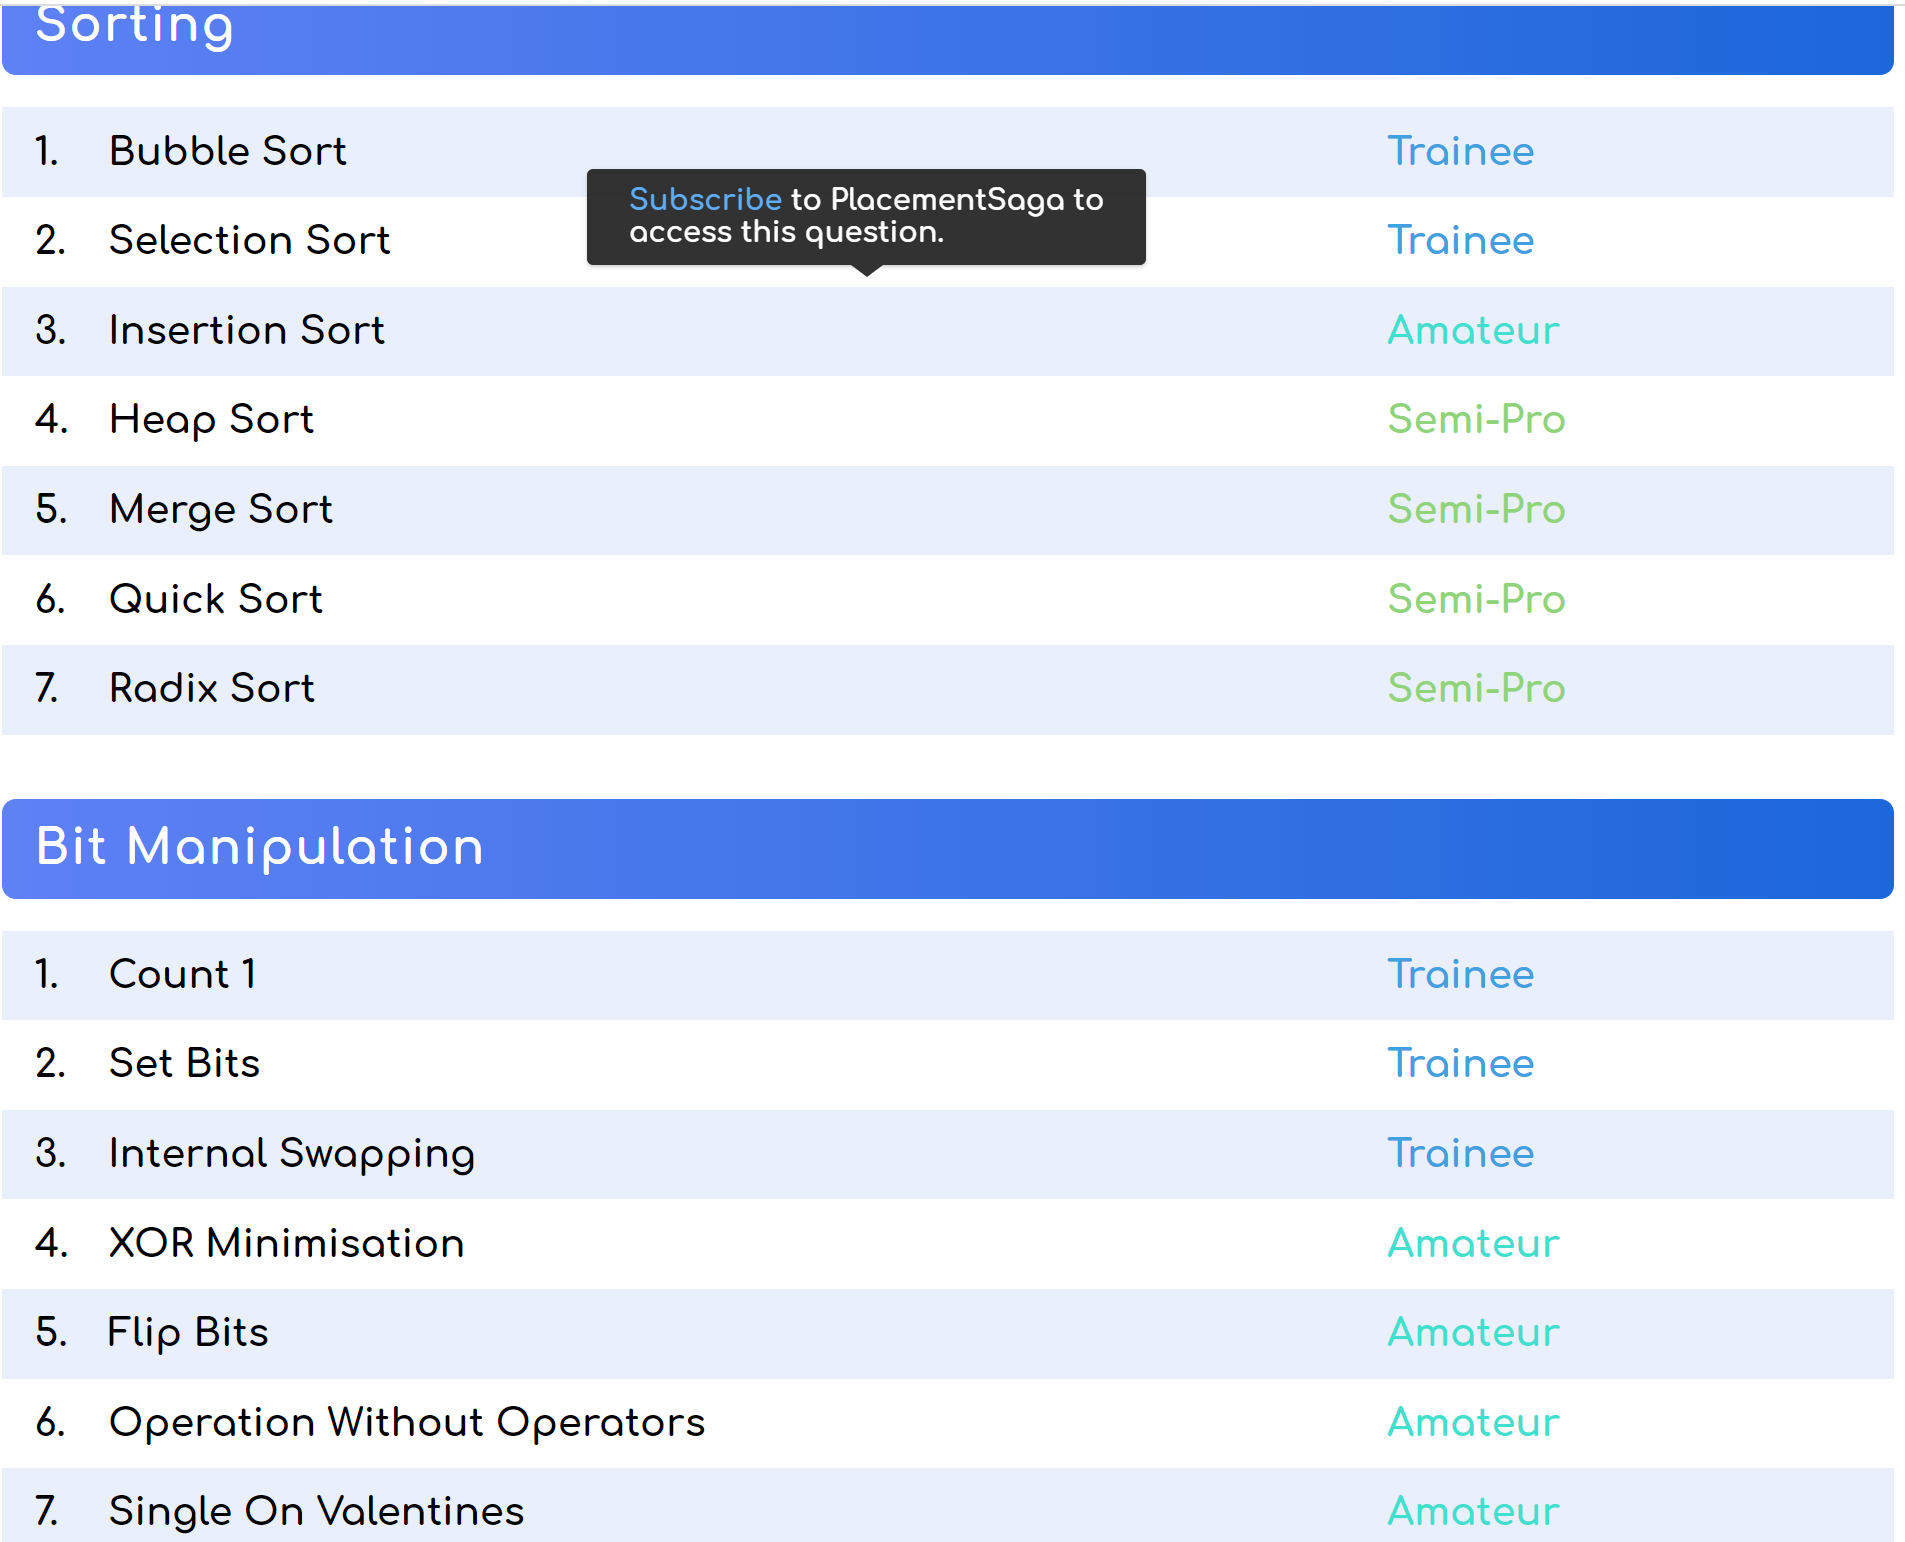 Sorting
1. Bubble Sort Trainee
Subscribe to PlacementSaga to
access this question.
2. Selection Sort Trainee
3. Insertion Sort Amateur
4. Heap Sort Semi-Pro
5. Merge Sort Semi-Pro
6. Quick Sort Semi-Pro
7. Radix Sort Semi-Pro
Bit Manipulation
1. Count 1 Trainee
2. Set Bits Trainee
3. Internal Swapping Trainee
4. XOR Minimisation Amateur
5. Flip Bits Amateur
6. Operation Without Operators Amateur
7. Single On Valentines Amateur